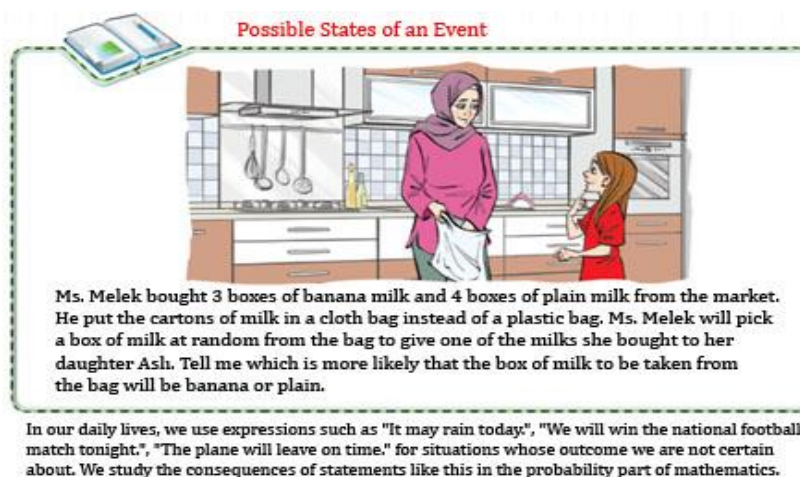 Possible States of an Event
Ms. Melek bought 3 boxes of banana milk and 4 boxes of plain milk from the market.
He put the cartons of milk in a cloth bag instead of a plastic bag. Ms. Melek will pick
a box of milk at random from the bag to give one of the milks she bought to her
daughter Aslı. Tell me which is more likely that the box of milk to be taken from
the bag will be banana or plain.
In our daily lives, we use expressions such as "It may rain today.", "We will win the national football
match tonight.", "The plane will leave on time." for situations whose outcome we are not certain
about. We study the consequences of statements like this in the probability part of mathematics.